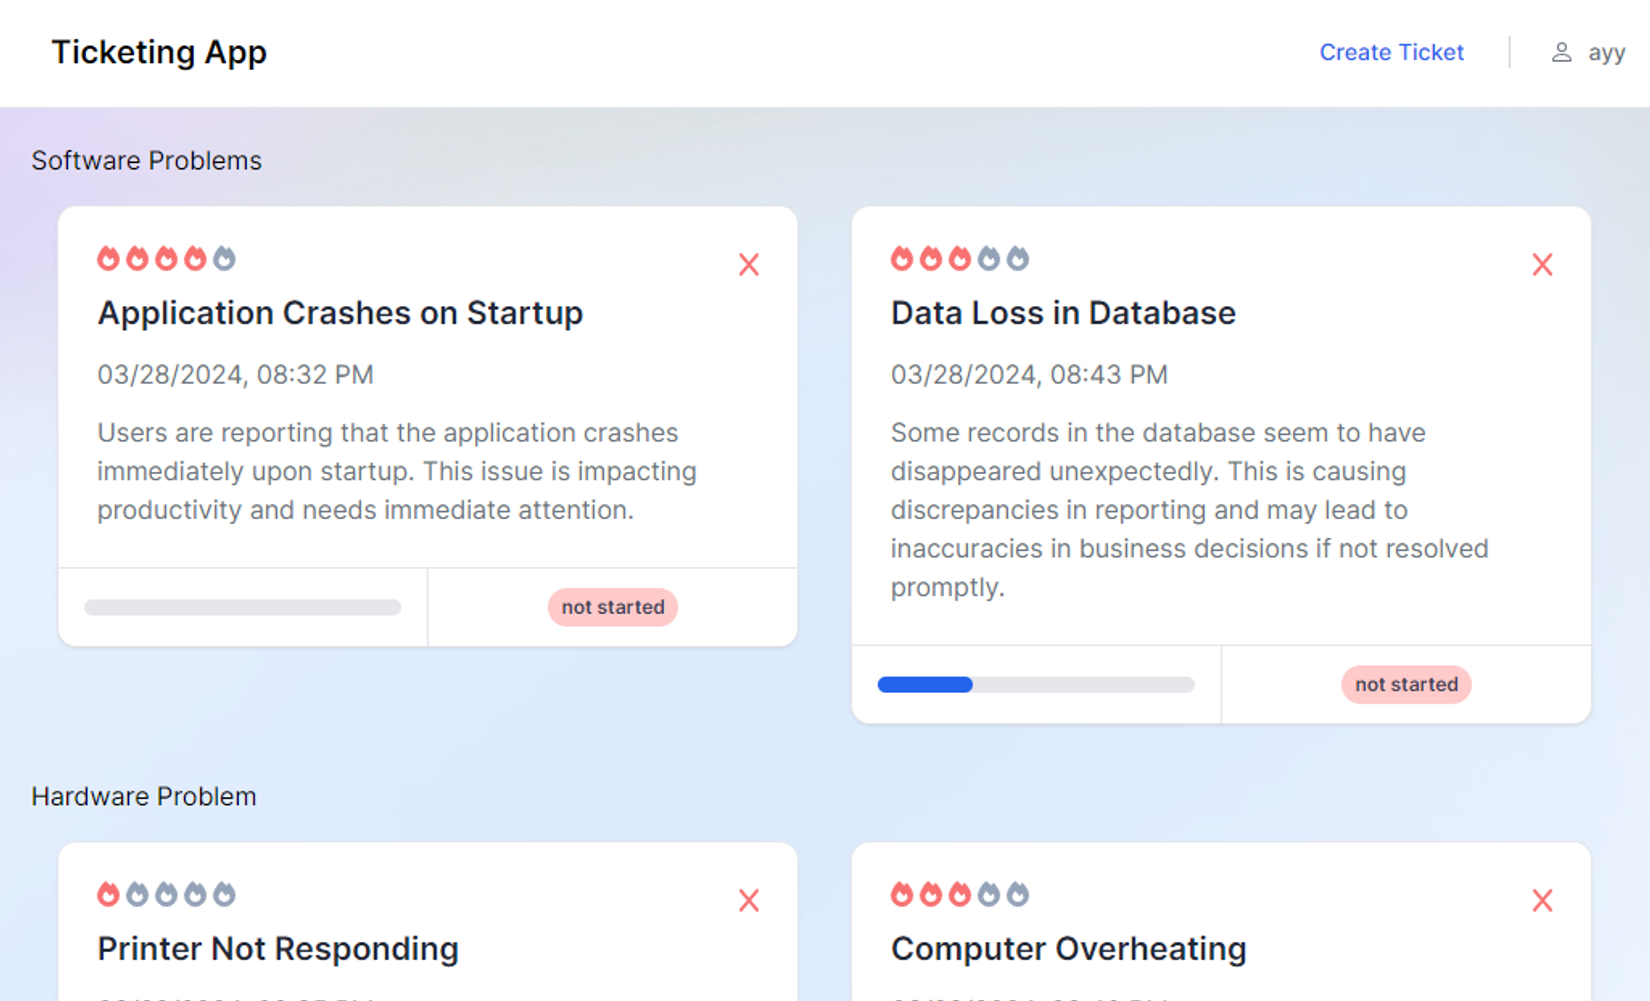 Ticketing App
Create Ticket
ayy
Software Problems
Application Crashes on Startup
03/28/2024, 08:32 PM
Users are reporting that the application crashes
immediately upon startup. This issue is impacting
productivity and needs immediate attention.
not started
Data Loss in Database
03/28/2024, 08:43 PM
Some records in the database seem to have
disappeared unexpectedly. This is causing
discrepancies in reporting and may lead to
inaccuracies in business decisions if not resolved
promptly.
not started
Hardware Problem
Printer Not Responding
Computer Overheating